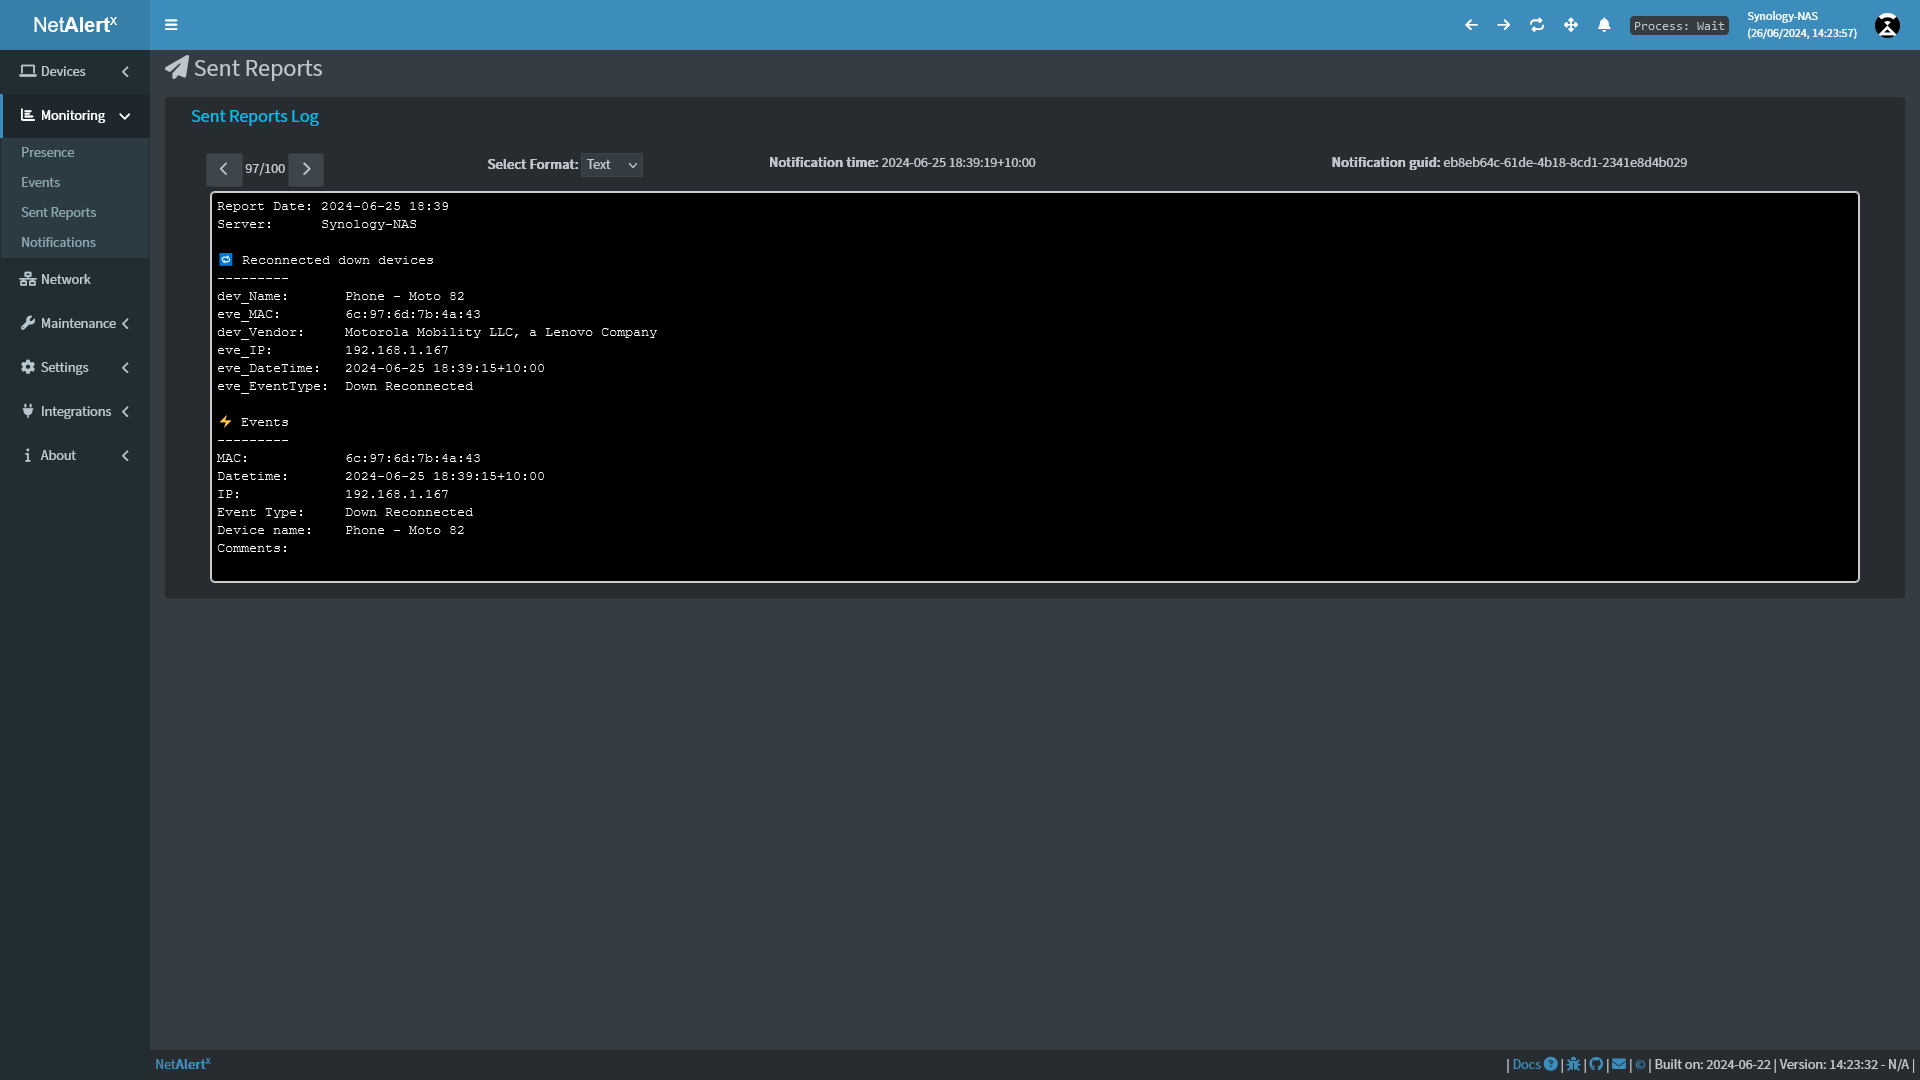 NetAlertx
Process: Wait
Synology-NAS
(26/06/2024, 14:23:57)
Devices
Monitoring
Presence
Events
Sent Reports
Notifications
Network
Maintenance
Settings
Integrations
About
Sent Reports
Sent Reports Log
97/100
Select Format: Text
Notification time: 2024-06-25 18:39:19+10:00
Notification guid: eb8eb64c-61de-4b18-8cd1-2341e8d4b029
Report Date: 2024-06-25 18:39
Server: Synology-NAS
🔁 Reconnected down devices
---------
dev_Name: Phone - Moto 82
eve_MAC: 6c:97:6d:7b:4a:43
dev_Vendor: Motorola Mobility LLC, a Lenovo Company
eve_IP: 192.168.1.167
eve_DateTime: 2024-06-25 18:39:15+10:00
eve_EventType: Down Reconnected
⚡ Events
---------
MAC: 6c:97:6d:7b:4a:43
Datetime: 2024-06-25 18:39:15+10:00
IP: 192.168.1.167
Event Type: Down Reconnected
Device name: Phone - Moto 82
Comments:
NetAlertx
| Docs | | | | © | Built on: 2024-06-22 | Version: 14:23:32 - N/A |